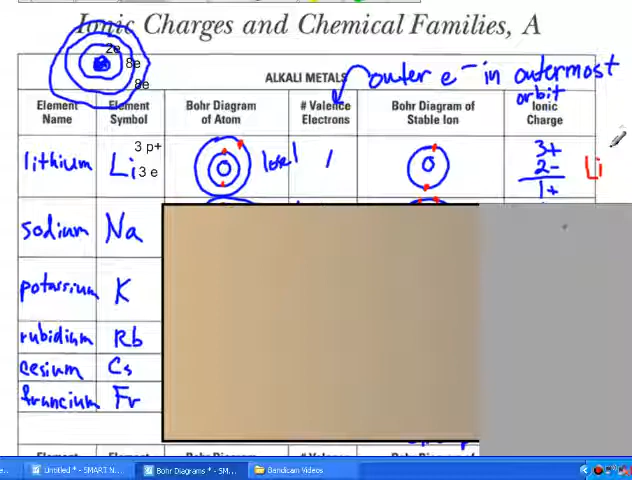 Ionic Charges and Chemical Families, A
2e
8e
8e
ALKALI METALS
outer e⁻ in outermost
orbit
Element
Name
Element
Symbol
Bohr Diagram
of Atom
# Valence
Electrons
Bohr Diagram of
Stable Ion
Ionic
Charge
lithium
Li
3 p+
3 e
1
3+
2-
1+
Li
sodium
Na
potassium
K
rubidium
Rb
cesium
Cs
francium
Fr
Untitled * - SMART N...
Bohr Diagrams * - SM...
Bandicam Videos